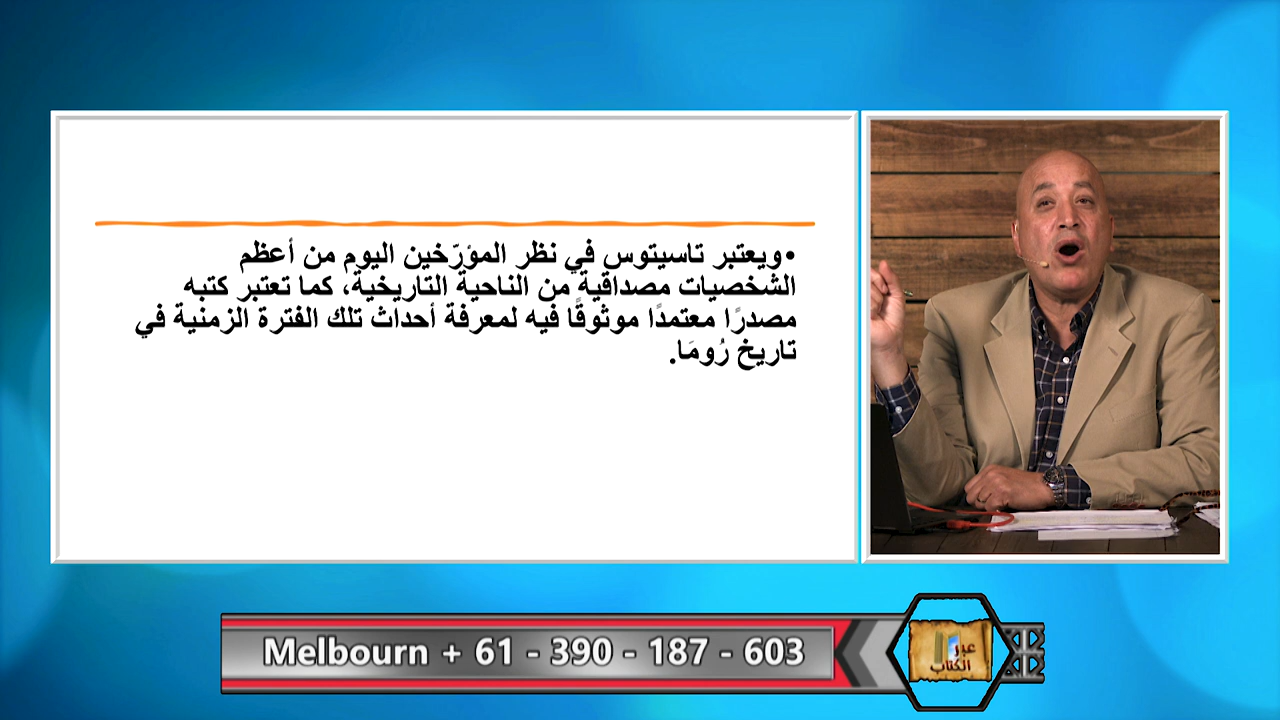 •ويعتبر تاسيتوس في نظر المؤرّخين اليوم من أعظم
الشخصيات مصداقية من الناحية التاريخية، كما تعتبر كتبه
مصدرًا معتمدًا موثوقًا فيه لمعرفة أحداث تلك الفترة الزمنية في
تاريخ رُومَا.
Melbourn + 61 - 390 - 187 - 603
عبر
الكتاب